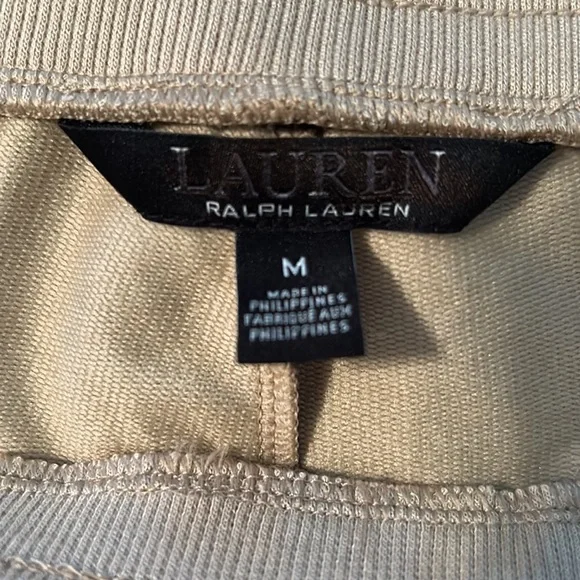 LAUREN
RALPH LAUREN
M
MADE IN
PHILIPPINES
FABRIQUÉ AUX
PHILIPPINES